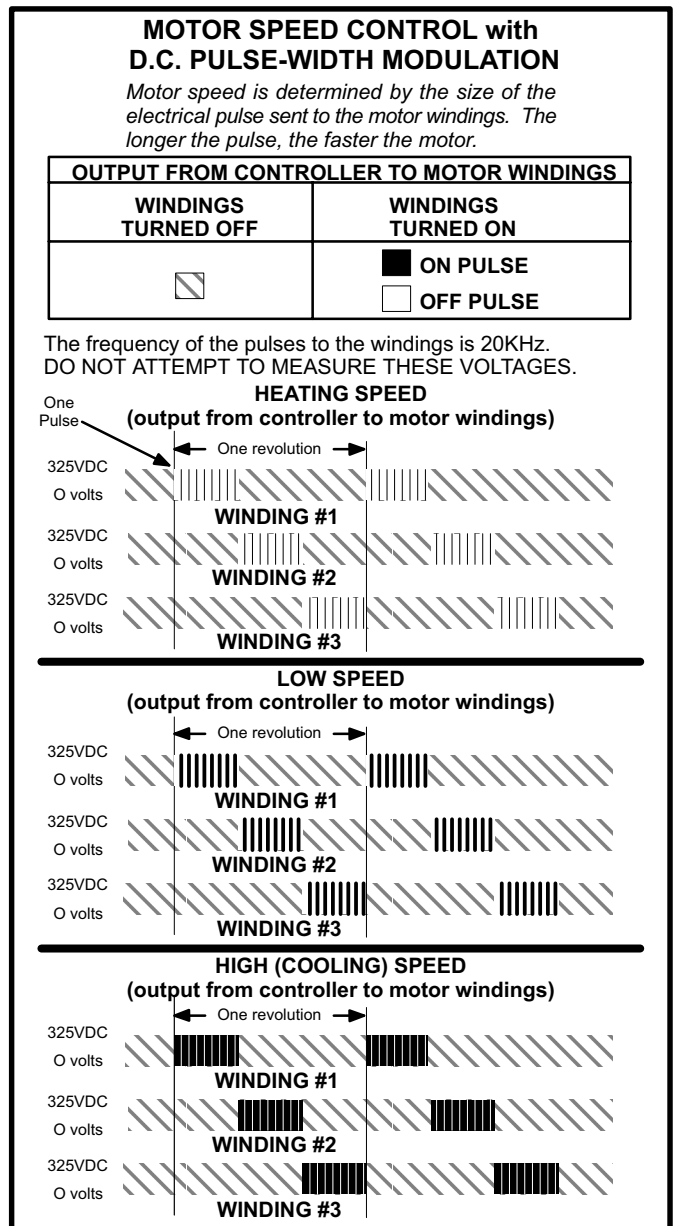 MOTOR SPEED CONTROL with
D.C. PULSE-WIDTH MODULATION
Motor speed is determined by the size of the
electrical pulse sent to the motor windings. The
longer the pulse, the faster the motor.
OUTPUT FROM CONTROLLER TO MOTOR WINDINGS
WINDINGS
TURNED OFF
WINDINGS
TURNED ON
ON PULSE
OFF PULSE
The frequency of the pulses to the windings is 20KHz.
DO NOT ATTEMPT TO MEASURE THESE VOLTAGES.
HEATING SPEED
(output from controller to motor windings)
One
Pulse
One revolution
325VDC
O volts
WINDING #1
325VDC
O volts
WINDING #2
325VDC
O volts
WINDING #3
LOW SPEED
(output from controller to motor windings)
One revolution
325VDC
O volts
WINDING #1
325VDC
O volts
WINDING #2
325VDC
O volts
WINDING #3
HIGH (COOLING) SPEED
(output from controller to motor windings)
One revolution
325VDC
O volts
WINDING #1
325VDC
O volts
WINDING #2
325VDC
O volts
WINDING #3